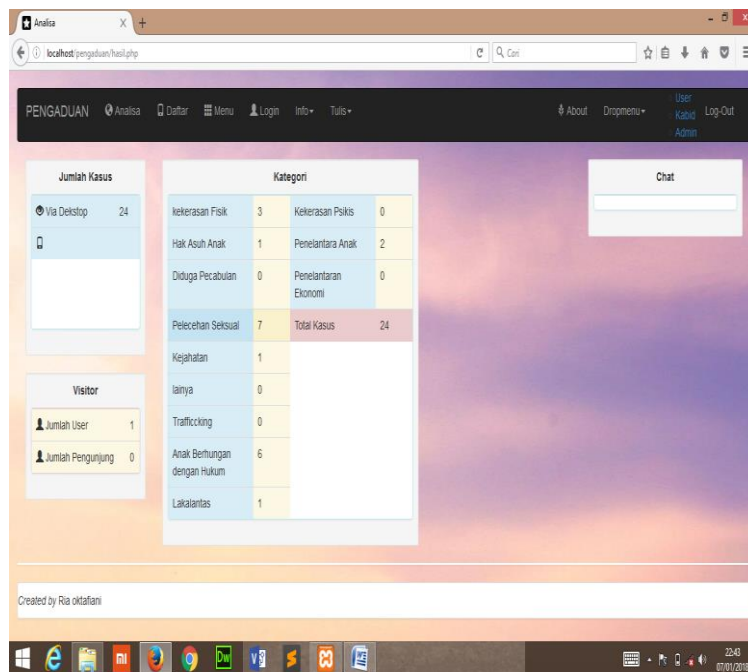 Analisa
localhost/pengaduan/hasil.php
Cari
PENGADUAN Analisa Daftar Menu Login Info Tulis About Dropmenu User Kabid Admin Log-Out
Jumlah Kasus
Via Dekstop 24
Kategori
kekerasan Fisik 3 Kekerasan Psikis 0
Hak Asuh Anak 1 Penelantara Anak 2
Diduga Pecabulan 0 Penelantaran
Ekonomi 0
Pelecehan Seksual 7 Total Kasus 24
Kejahatan 1
lainya 0
Trafficcking 0
Anak Berhungan 6
dengan Hukum
Lakalantas 1
Chat
Visitor
Jumlah User 1
Jumlah Pengunjung 0
Created by Ria oktafiani
Dw
22:43
07/01/2018